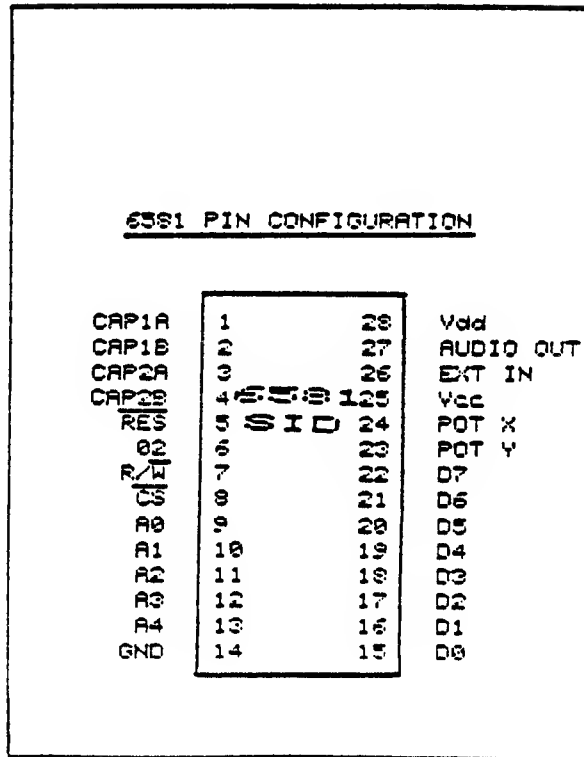 6581 PIN CONFIGURATION
CAP1A 1 28 Vdd
CAP1B 2 27 AUDIO OUT
CAP2A 3 26 EXT IN
CAP2B 4 6581 25 Vcc
RES 5 SID 24 POT X
02 6 23 POT Y
R/W 7 22 D7
CS 8 21 D6
A0 9 20 D5
A1 10 19 D4
A2 11 18 D3
A3 12 17 D2
A4 13 16 D1
GND 14 15 D0